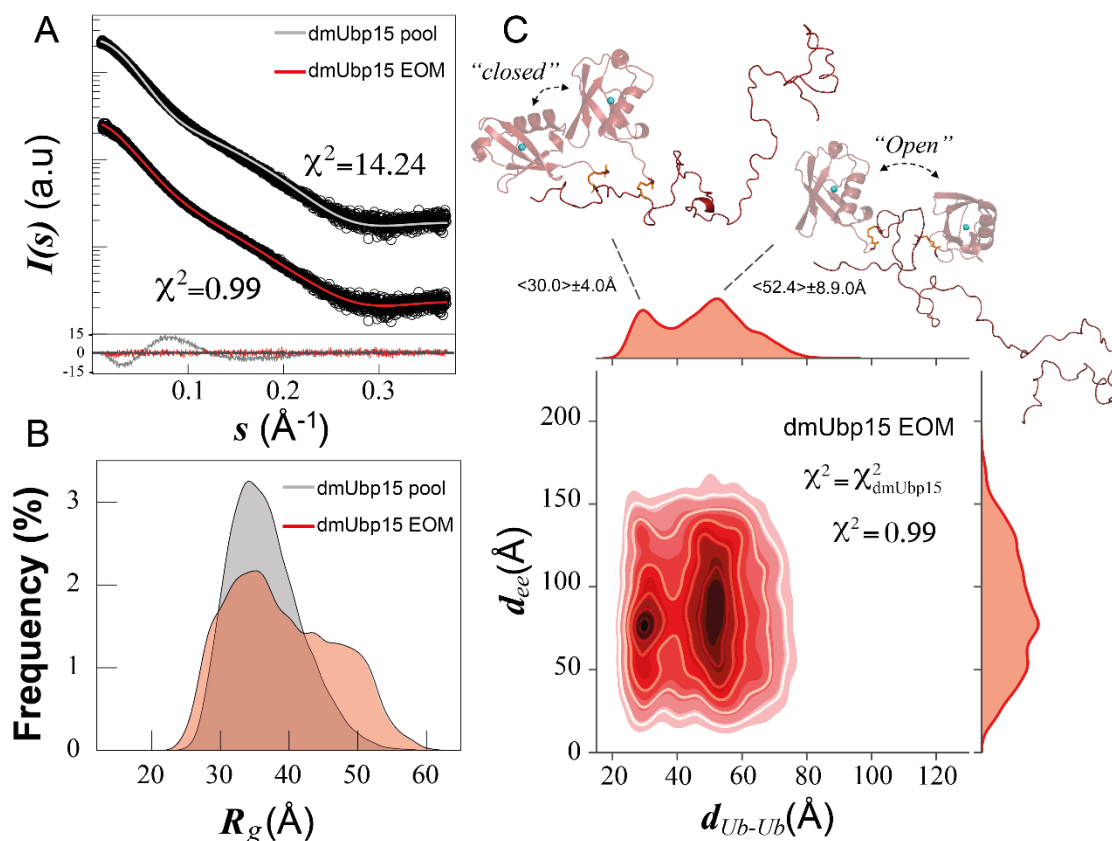 A
dmUbp15 pool
dmUbp15 EOM
χ²=14.24
χ²=0.99
I(s) (a.u)
15
0
-15
0.1
0.2
0.3
s (Å⁻¹)
B
dmUbp15 pool
dmUbp15 EOM
Frequency (%)
3
2
1
0
20
30
40
50
60
R_g(Å)
C
“closed”
“Open”
<30.0>±4.0Å
<52.4>±8.9.0Å
dmUbp15 EOM
χ²=χ²dmUbp15
χ²=0.99
d_ee(Å)
200
150
100
50
0
20
40
60
80
100
120
d_Ub-Ub(Å)